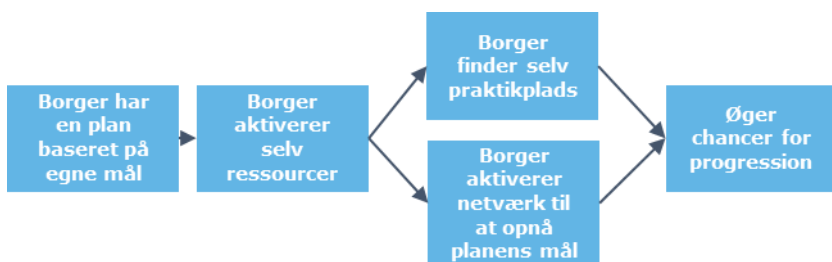 Borger har
en plan
baseret på
egne mål
Borger
aktiverer
selv
ressourcer
Borger
finder selv
praktikplads
Borger
aktiverer
netværk til
at opnå
planens mål
Øger
chancer for
progression